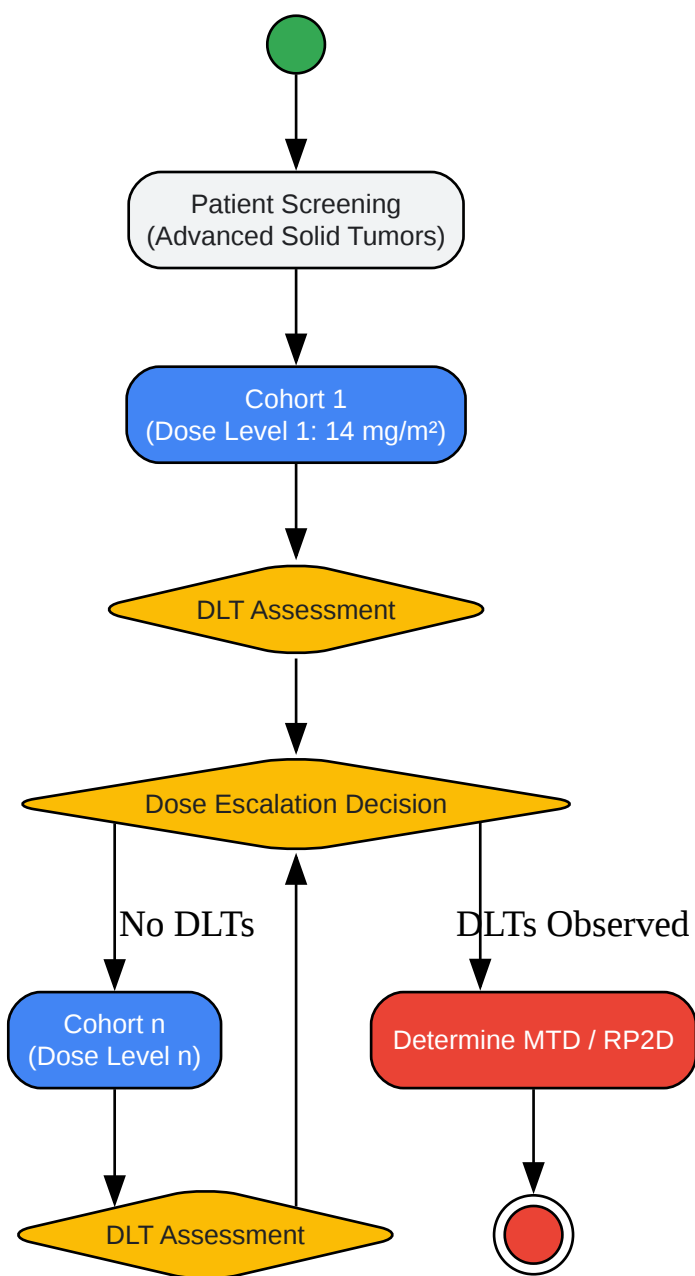 Patient Screening
(Advanced Solid Tumors)
Cohort 1
(Dose Level 1: 14 mg/m²)
DLT Assessment
Dose Escalation Decision
No DLTs
DLTs Observed
Cohort n
(Dose Level n)
Determine MTD / RP2D
DLT Assessment